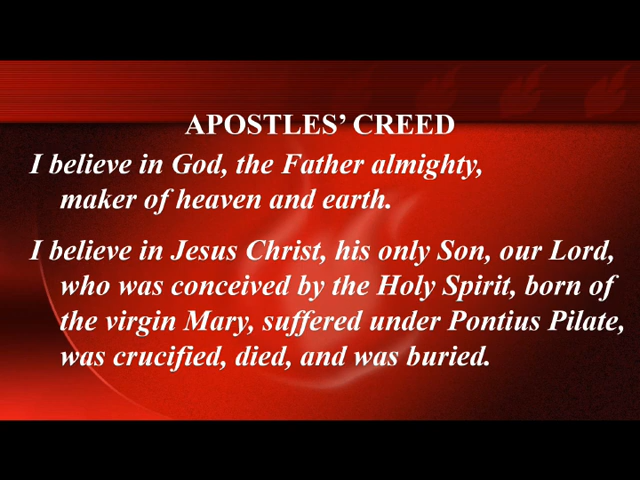 APOSTLES’ CREED
I believe in God, the Father almighty,
maker of heaven and earth.
I believe in Jesus Christ, his only Son, our Lord,
who was conceived by the Holy Spirit, born of
the virgin Mary, suffered under Pontius Pilate,
was crucified, died, and was buried.